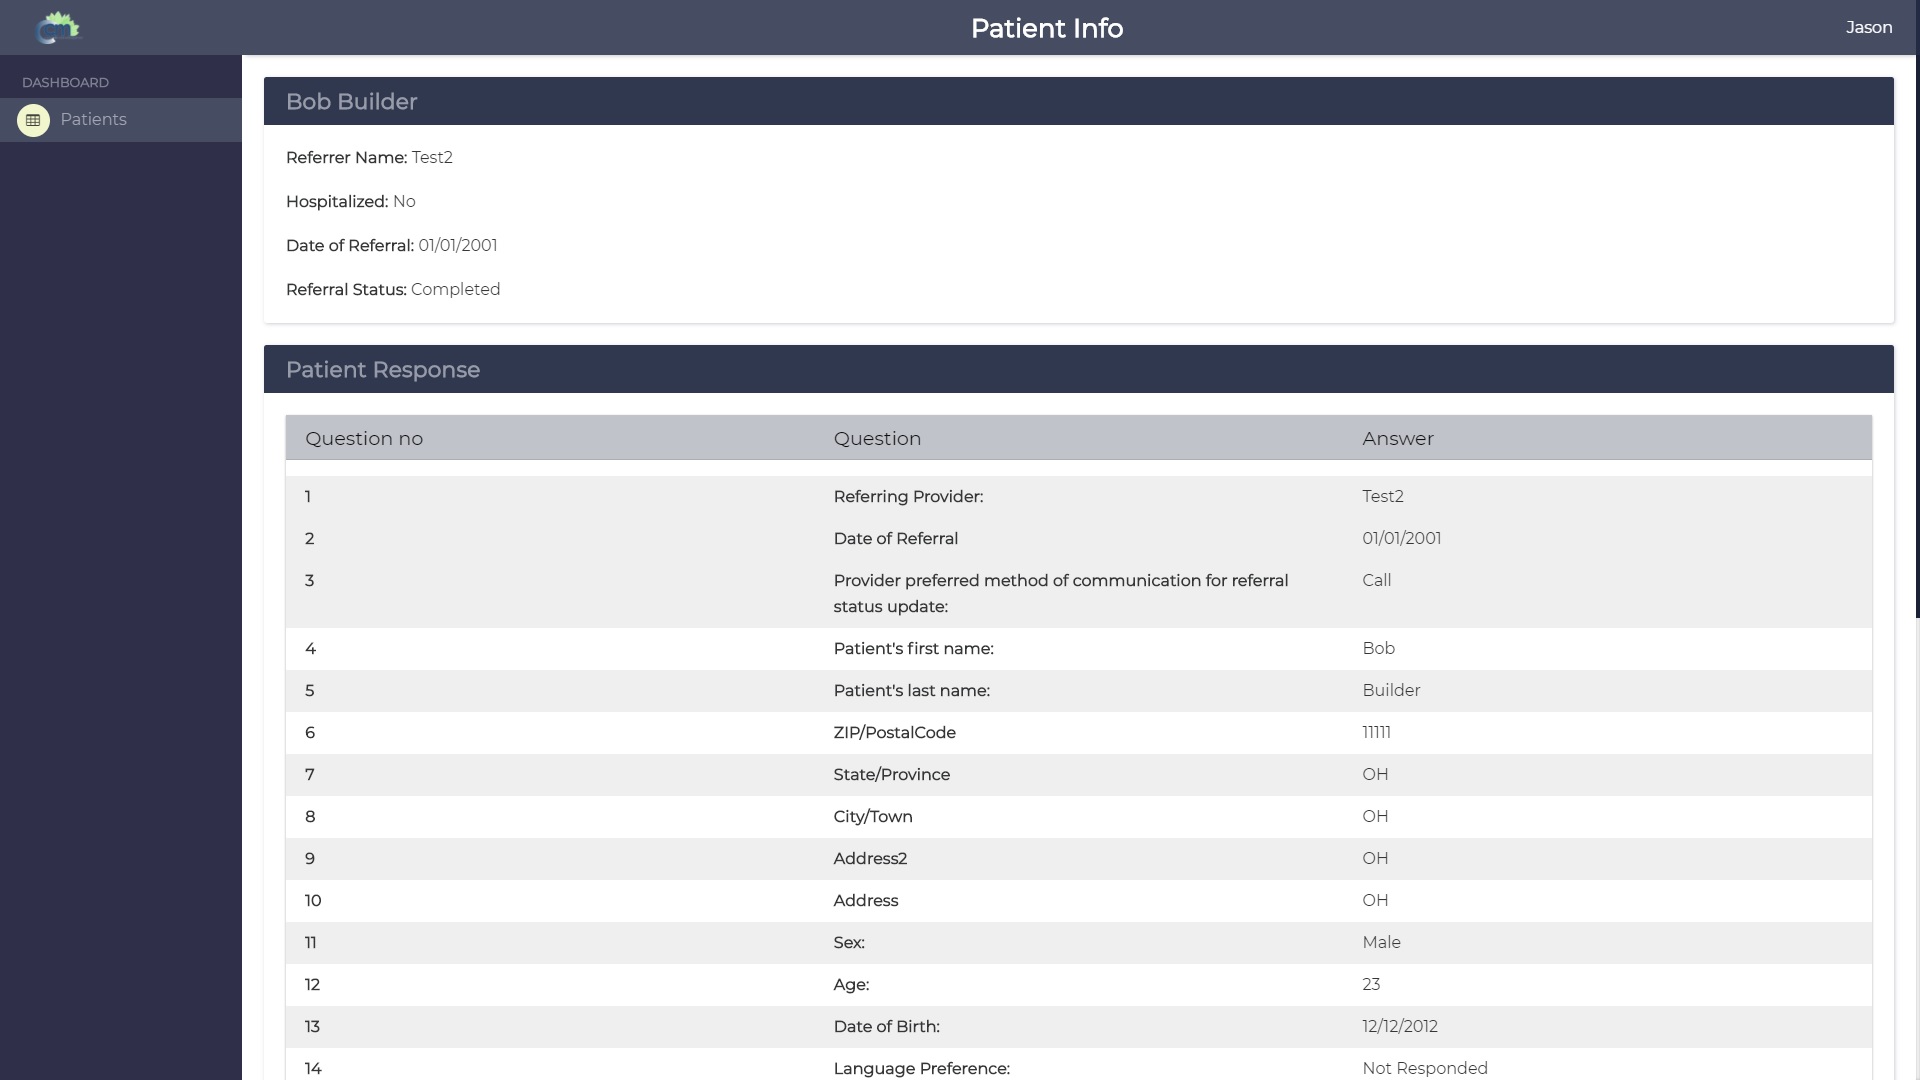 Patient Info
Jason
DASHBOARD
Patients
Bob Builder
Referrer Name: Test2
Hospitalized: No
Date of Referral: 01/01/2001
Referral Status: Completed
Patient Response
Question no Question Answer
1 Referring Provider: Test2
2 Date of Referral 01/01/2001
3 Provider preferred method of communication for referral Call
status update:
4 Patient's first name: Bob
5 Patient's last name: Builder
6 ZIP/PostalCode 11111
7 State/Province OH
8 City/Town OH
9 Address2 OH
10 Address OH
11 Sex: Male
12 Age: 23
13 Date of Birth: 12/12/2012
14 Language Preference: Not Responded